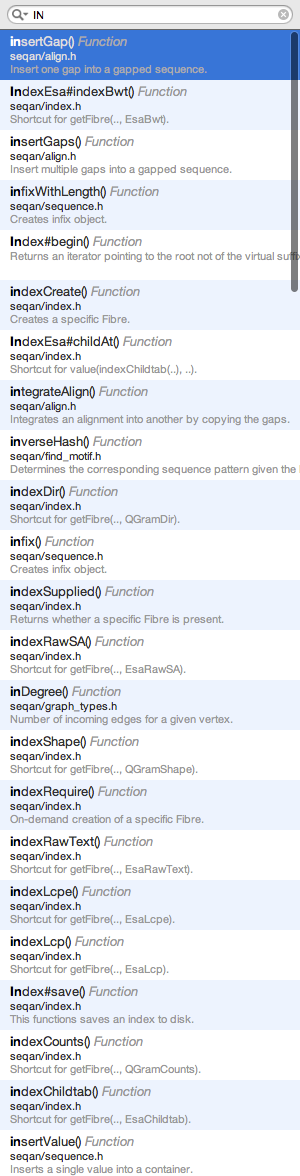 IN
insertGap() Function
seqan/align.h
Insert one gap into a gapped sequence.
IndexEsa#indexBwt() Function
seqan/index.h
Shortcut for getFibre(.., EsaBwt).
insertGaps() Function
seqan/align.h
Insert multiple gaps into a gapped sequence.
infixWithLength() Function
seqan/sequence.h
Creates infix object.
Index#begin() Function
Returns an iterator pointing to the root not of the virtual suffix
indexCreate() Function
seqan/index.h
Creates a specific Fibre.
IndexEsa#childAt() Function
seqan/index.h
Shortcut for value(indexChildtab(..), ..).
integrateAlign() Function
seqan/align.h
Integrates an alignment into another by copying the gaps.
inverseHash() Function
seqan/find_motif.h
Determines the corresponding sequence pattern given the
indexDir() Function
seqan/index.h
Shortcut for getFibre(.., QGramDir).
infix() Function
seqan/sequence.h
Creates infix object.
indexSupplied() Function
seqan/index.h
Returns whether a specific Fibre is present.
indexRawSA() Function
seqan/index.h
Shortcut for getFibre(.., EsaRawSA).
inDegree() Function
seqan/graph_types.h
Number of incoming edges for a given vertex.
indexShape() Function
seqan/index.h
Shortcut for getFibre(.., QGramShape).
indexRequire() Function
seqan/index.h
On-demand creation of a specific Fibre.
indexRawText() Function
seqan/index.h
Shortcut for getFibre(.., EsaRawText).
indexLcpe() Function
seqan/index.h
Shortcut for getFibre(.., EsaLcpe).
indexLcp() Function
seqan/index.h
Shortcut for getFibre(.., EsaLcp).
Index#save() Function
seqan/index.h
This functions saves an index to disk.
indexCounts() Function
seqan/index.h
Shortcut for getFibre(.., QGramCounts).
indexChildtab() Function
seqan/index.h
Shortcut for getFibre(.., EsaChildtab).
insertValue() Function
seqan/sequence.h
Inserts a single value into a container.